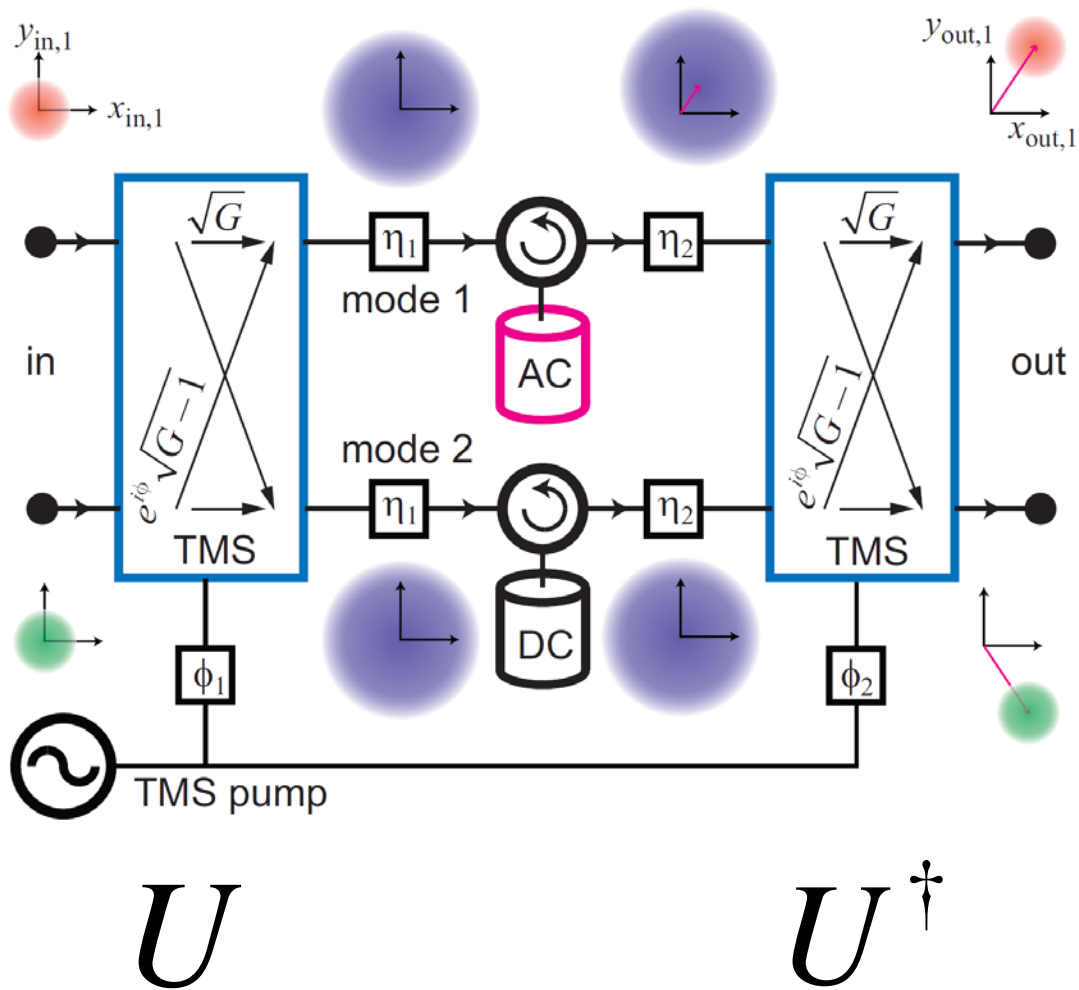 y_in,1
x_in,1
y_out,1
x_out,1
√G
√G
η₁
η₂
mode 1
in
AC
out
e^{iϕ}√G − 1
e^{iϕ}√G − 1
mode 2
η₁
η₂
TMS
TMS
DC
ϕ₁
ϕ₂
TMS pump
U
U†